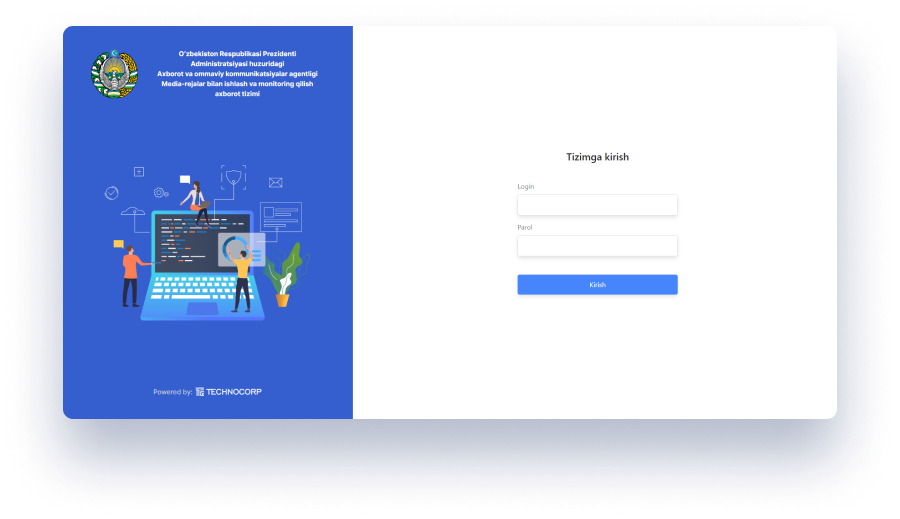 O‘zbekiston Respublikasi Prezidenti
Administratsiyasi huzuridagi
Axborot va ommaviy kommunikatsiyalar agentligi
Media-rejalar bilan ishlash va monitoring qilish
axborot tizimi
Tizimga kirish
Login
Parol
Kirish
Powered by: TECHNOCORP